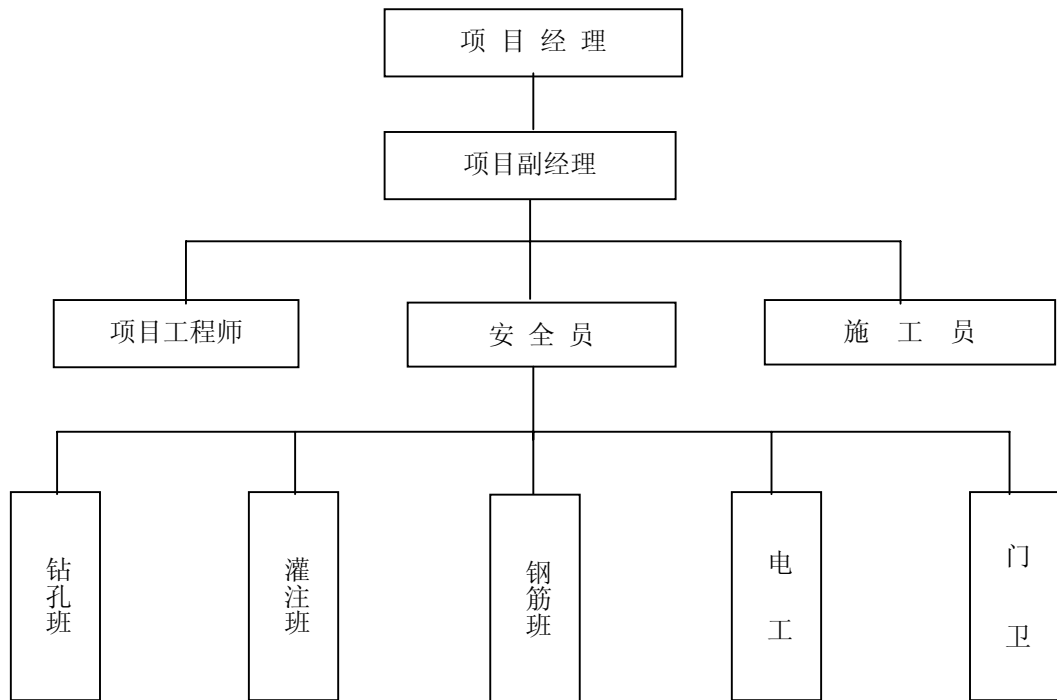 项 目 经 理
项目副经理
项目工程师
安 全 员
施 工 员
钻孔班
灌注班
钢筋班
电 工
门 卫